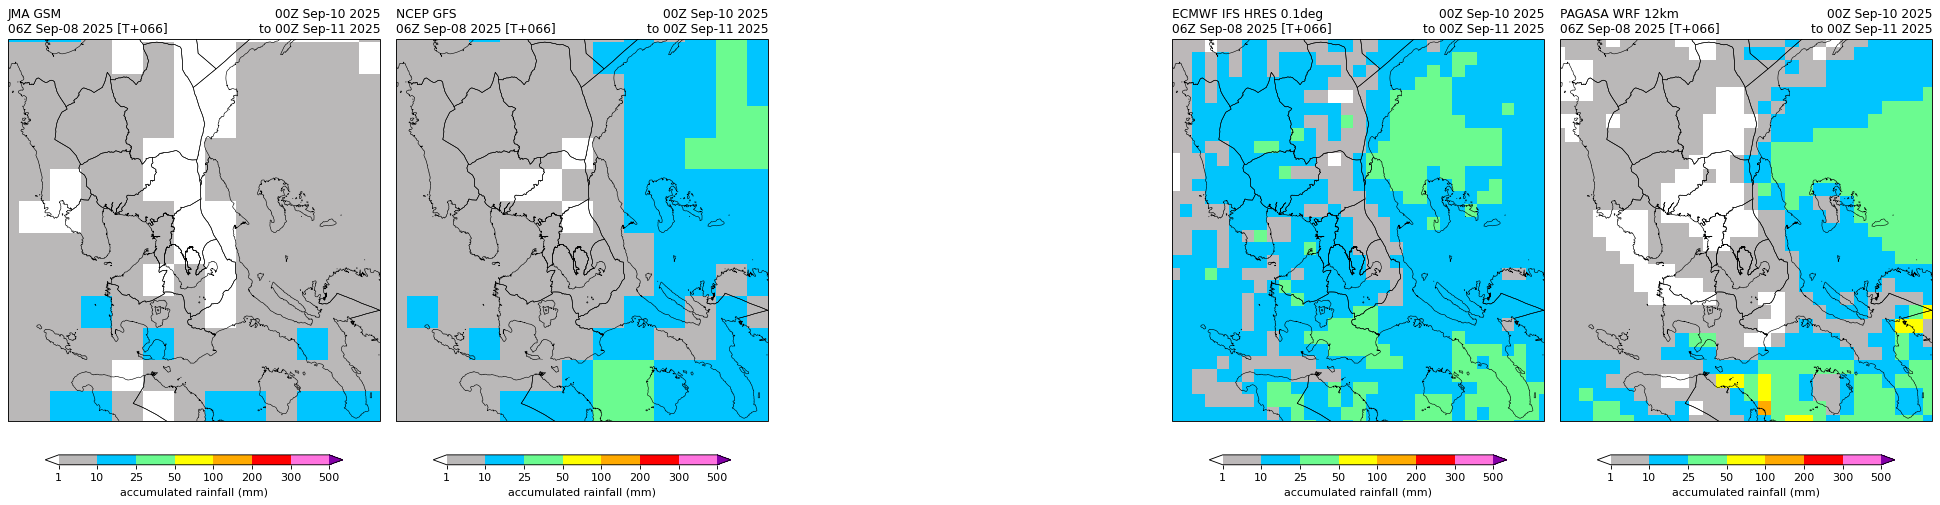 JMA GSM 00Z Sep-10 2025
06Z Sep-08 2025 [T+066] to 00Z Sep-11 2025
1 10 25 50 100 200 300 500
accumulated rainfall (mm)
NCEP GFS 00Z Sep-10 2025
06Z Sep-08 2025 [T+066] to 00Z Sep-11 2025
1 10 25 50 100 200 300 500
accumulated rainfall (mm)
ECMWF IFS HRES 0.1deg 00Z Sep-10 2025
06Z Sep-08 2025 [T+066] to 00Z Sep-11 2025
1 10 25 50 100 200 300 500
accumulated rainfall (mm)
PAGASA WRF 12km 00Z Sep-10 2025
06Z Sep-08 2025 [T+066] to 00Z Sep-11 2025
1 10 25 50 100 200 300 500
accumulated rainfall (mm)